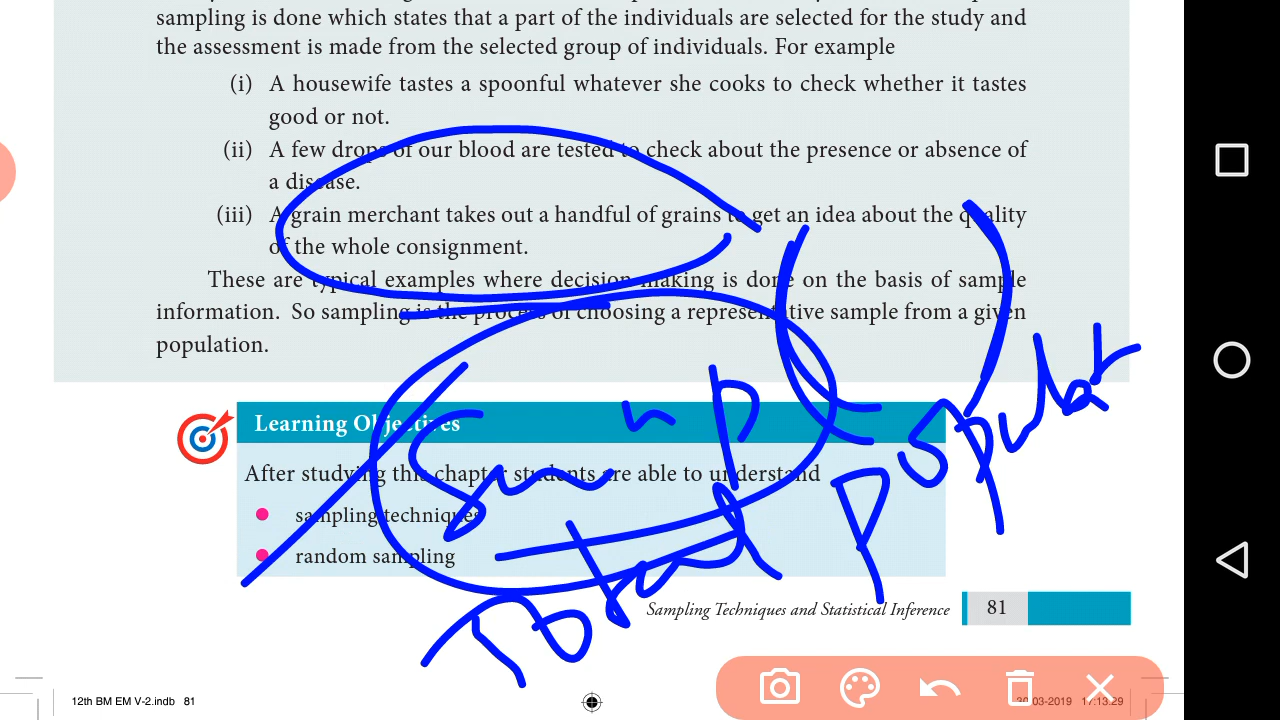 sampling is done which states that a part of the individuals are selected for the study and
the assessment is made from the selected group of individuals. For example
(i) A housewife tastes a spoonful whatever she cooks to check whether it tastes
good or not.
(ii) A few drops of our blood are tested to check about the presence or absence of
a disease.
(iii) A grain merchant takes out a handful of grains to get an idea about the quality
of the whole consignment.
These are typical examples where decision making is done on the basis of sample
information. So sampling is the process of choosing a representative sample from a given
population.
Learning Objectives
After studying this chapter students are able to understand
sampling techniques
random sampling
Total
Sampling Techniques and Statistical Inference 81
12th BM EM V-2.indb 81
30-03-2019 17:13:29